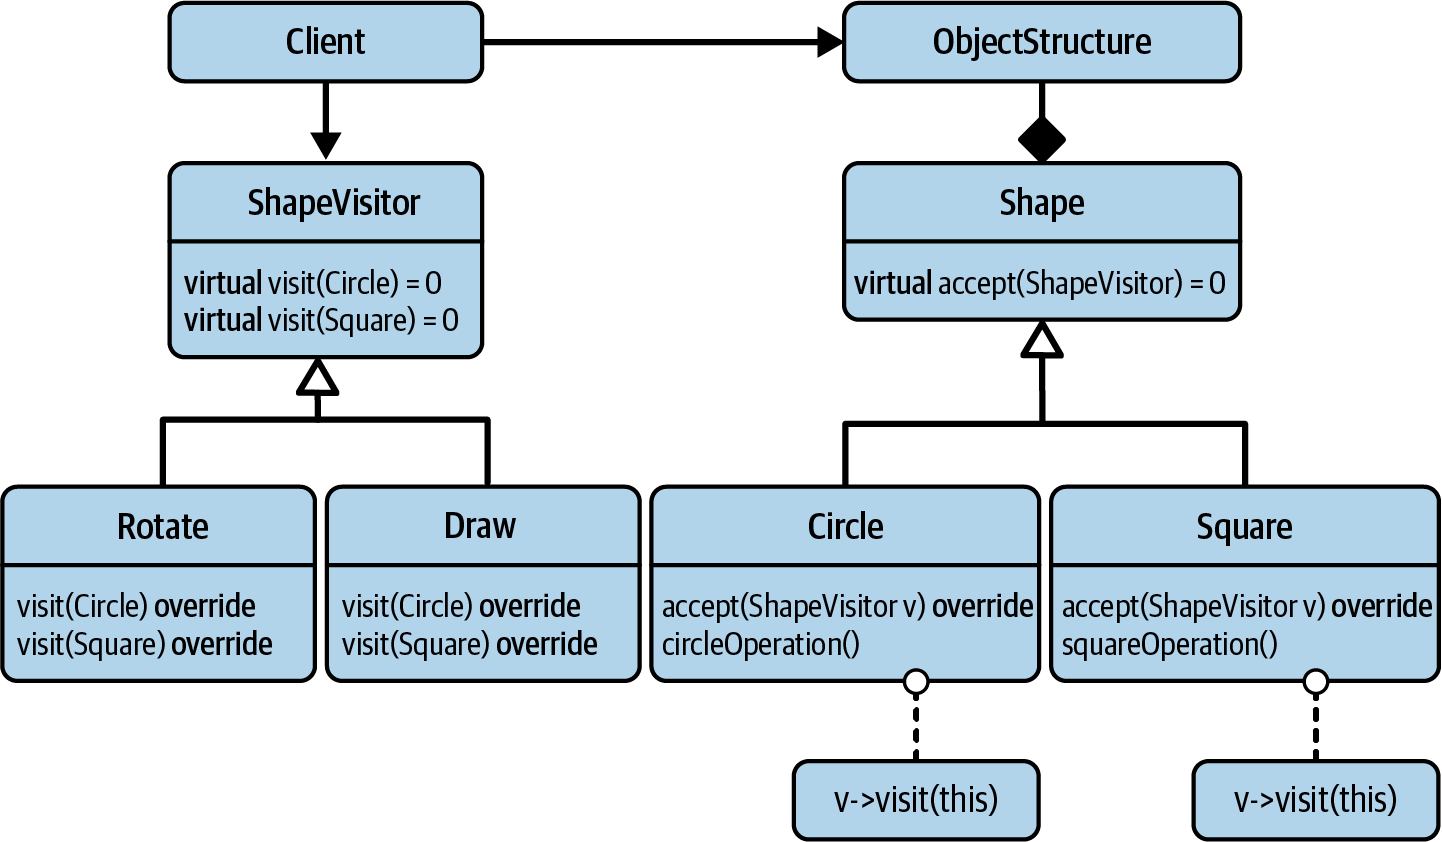 Client
ObjectStructure
ShapeVisitor
virtual visit(Circle) = 0
virtual visit(Square) = 0
Shape
virtual accept(ShapeVisitor) = 0
Rotate
visit(Circle) override
visit(Square) override
Draw
visit(Circle) override
visit(Square) override
Circle
accept(ShapeVisitor v) override
circleOperation()
Square
accept(ShapeVisitor v) override
squareOperation()
v->visit(this)
v->visit(this)